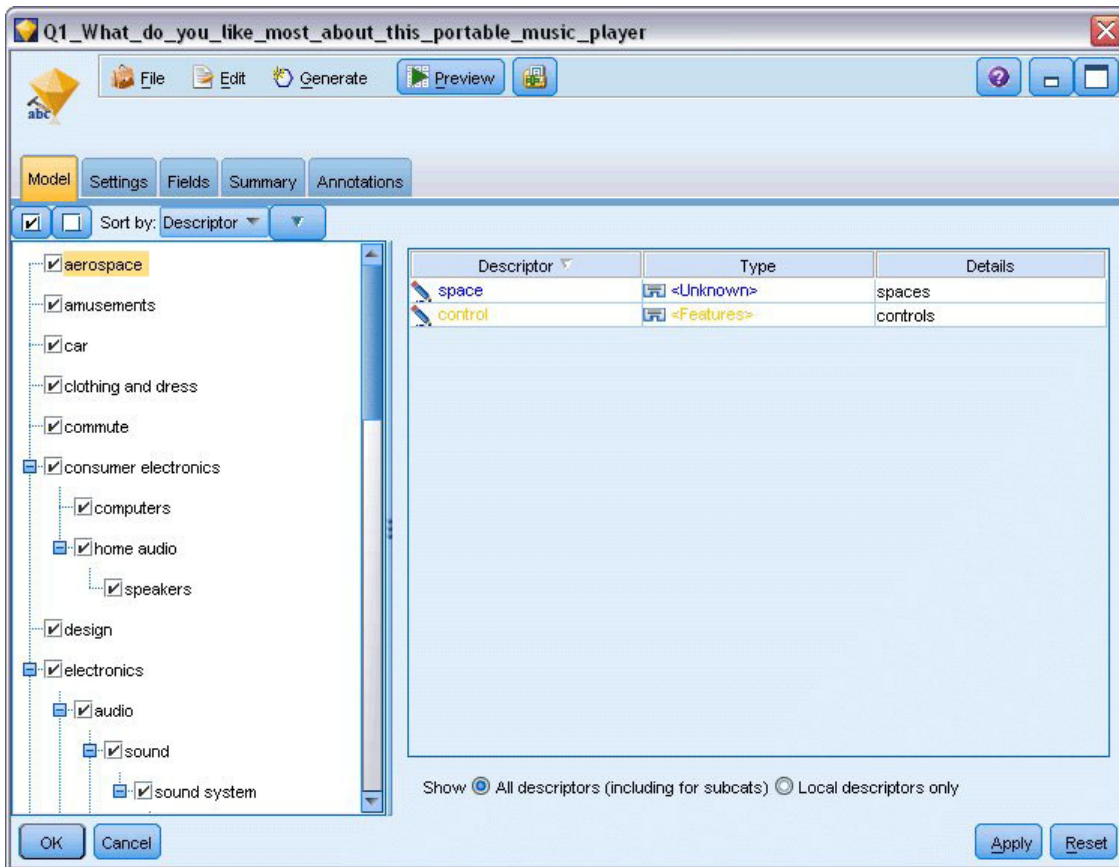 Q1_What_do_you_like_most_about_this_portable_music_player
File Edit Generate Preview
abc
Model Settings Fields Summary Annotations
Sort by: Descriptor
aerospace
amusements
car
clothing and dress
commute
consumer electronics
computers
home audio
speakers
design
electronics
audio
sound
sound system
Descriptor Type Details
space <Unknown> spaces
control <Features> controls
Show All descriptors (including for subcats) Local descriptors only
OK Cancel Apply Reset